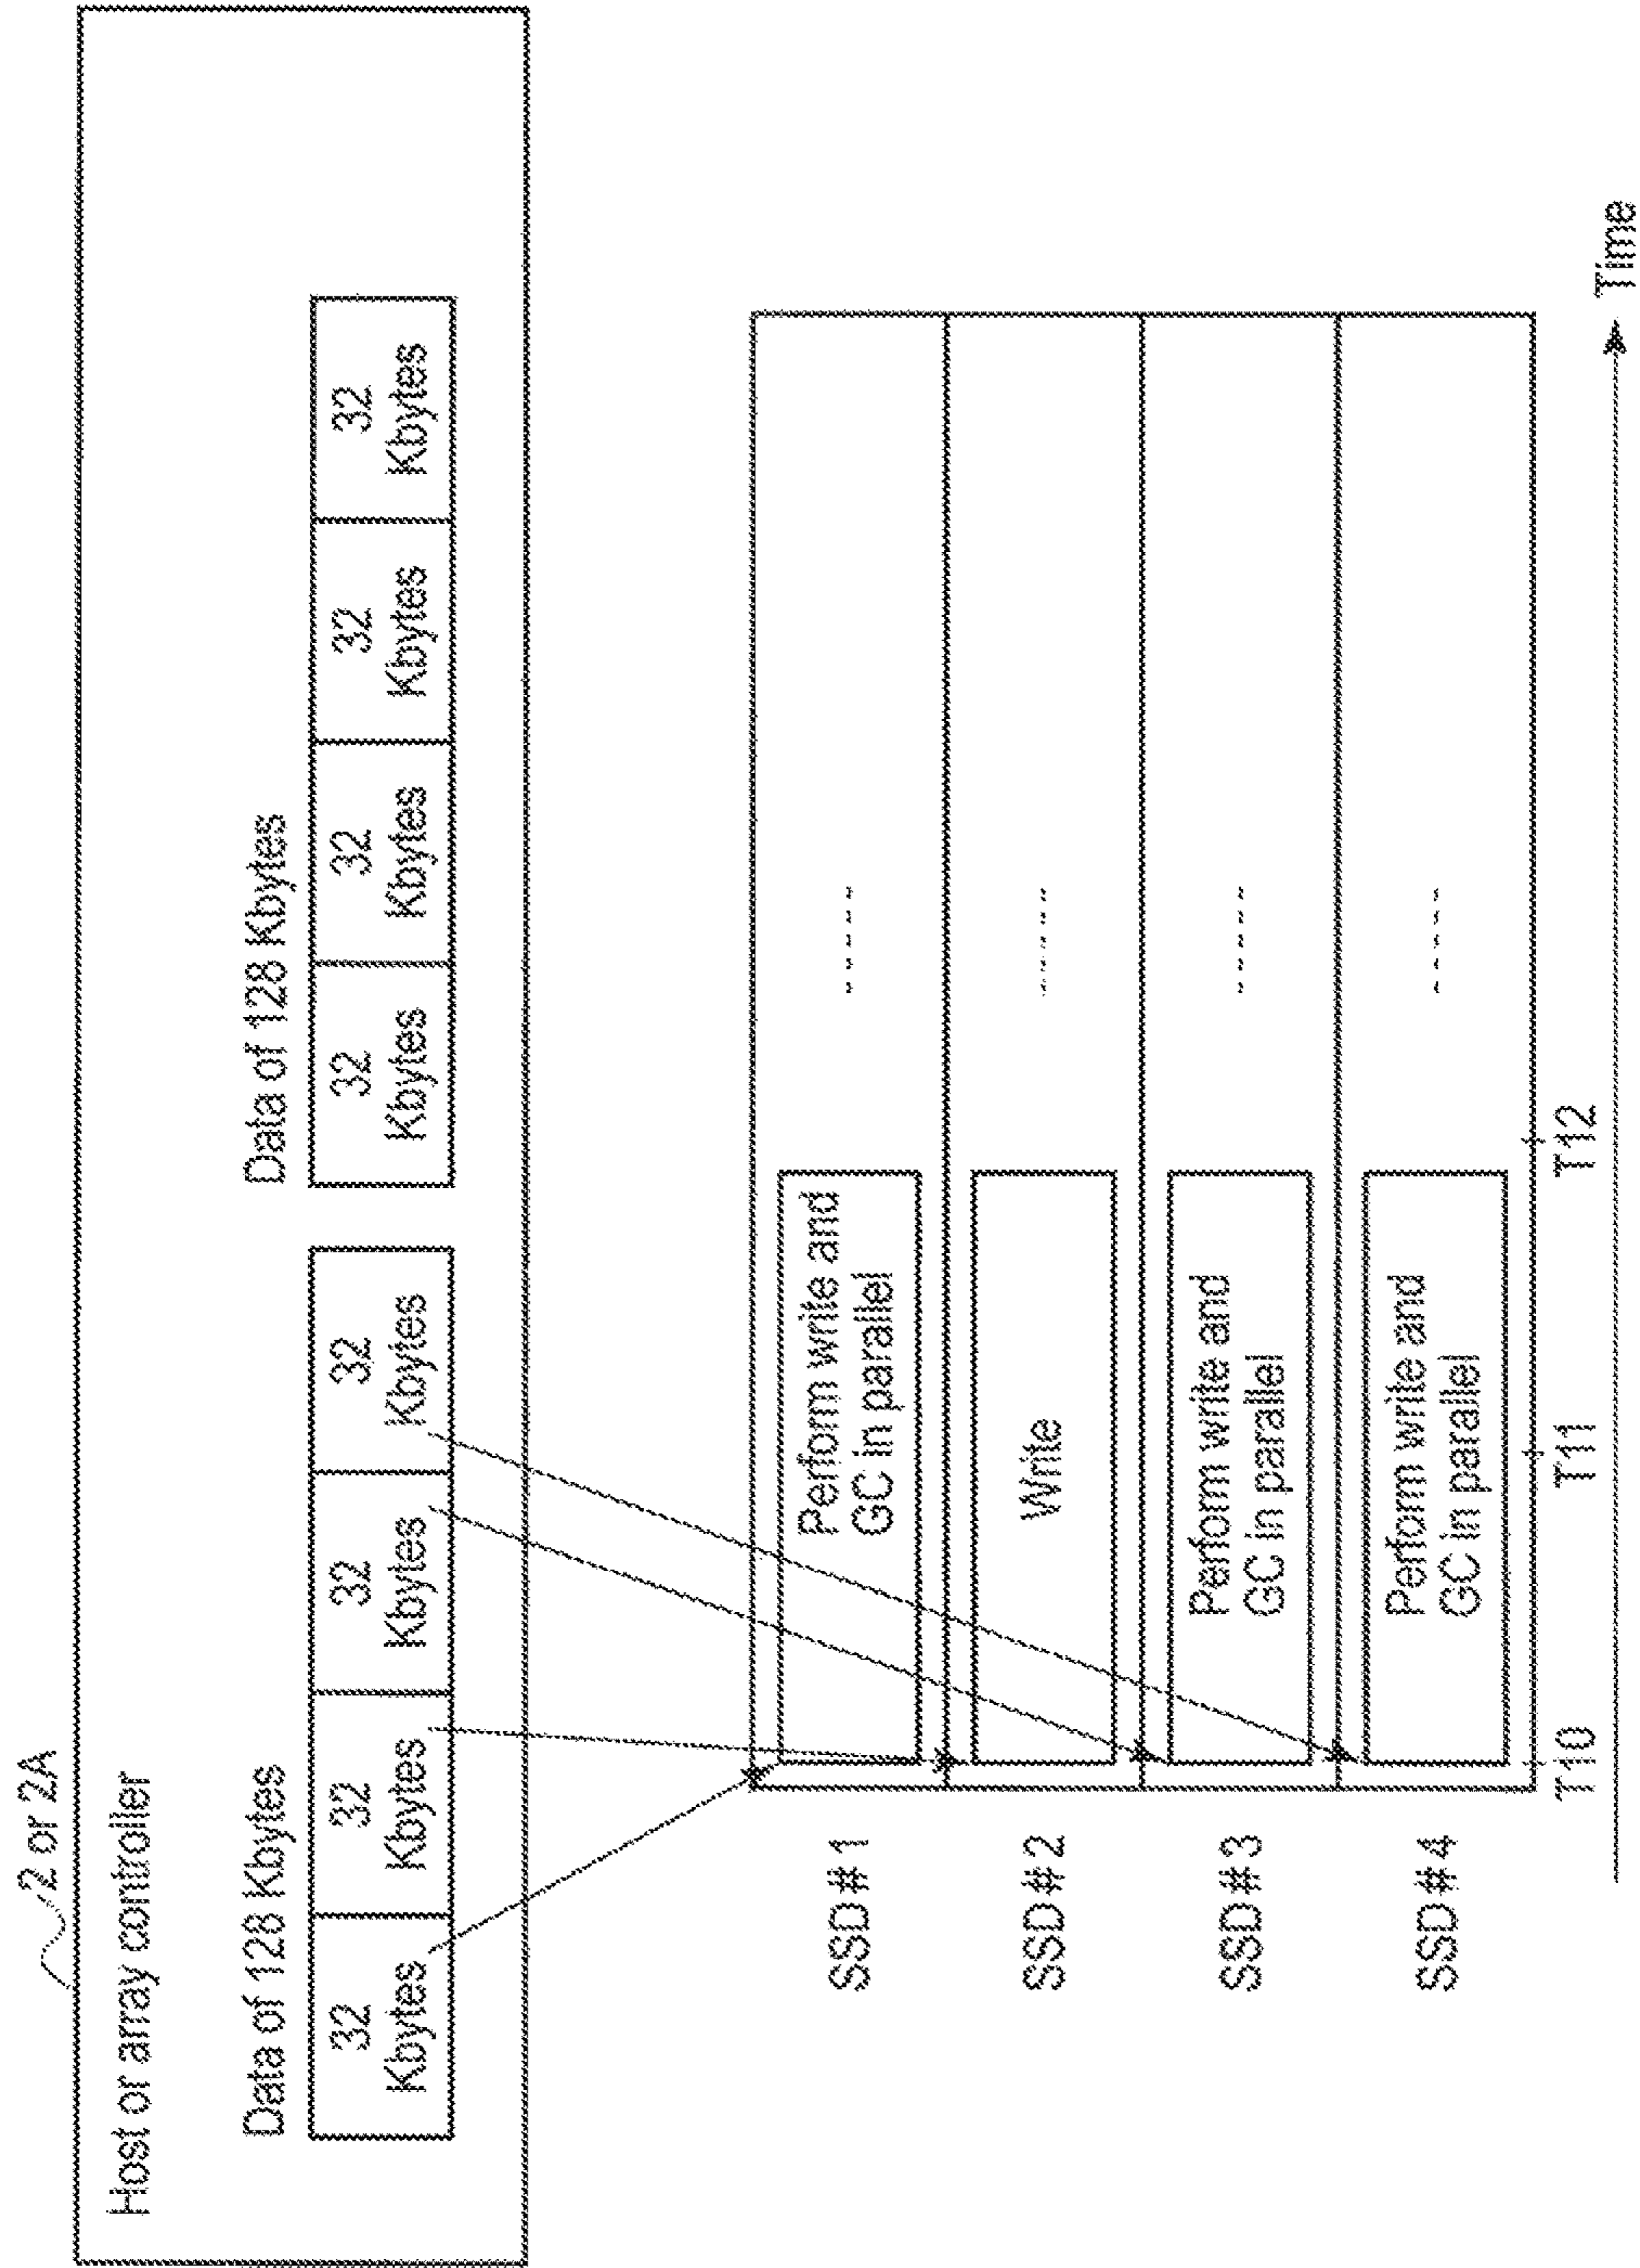 2 or 2A
Host or array controller
Data of 128 Kbytes
32
Kbytes
32
Kbytes
32
Kbytes
32
Kbytes
Data of 128 Kbytes
32
Kbytes
32
Kbytes
32
Kbytes
32
Kbytes
SSD#1
Perform write and
GC in parallel
-----
SSD#2
Write
-----
SSD#3
Perform write and
GC in parallel
-----
SSD#4
Perform write and
GC in parallel
-----
T10
T11
T12
Time